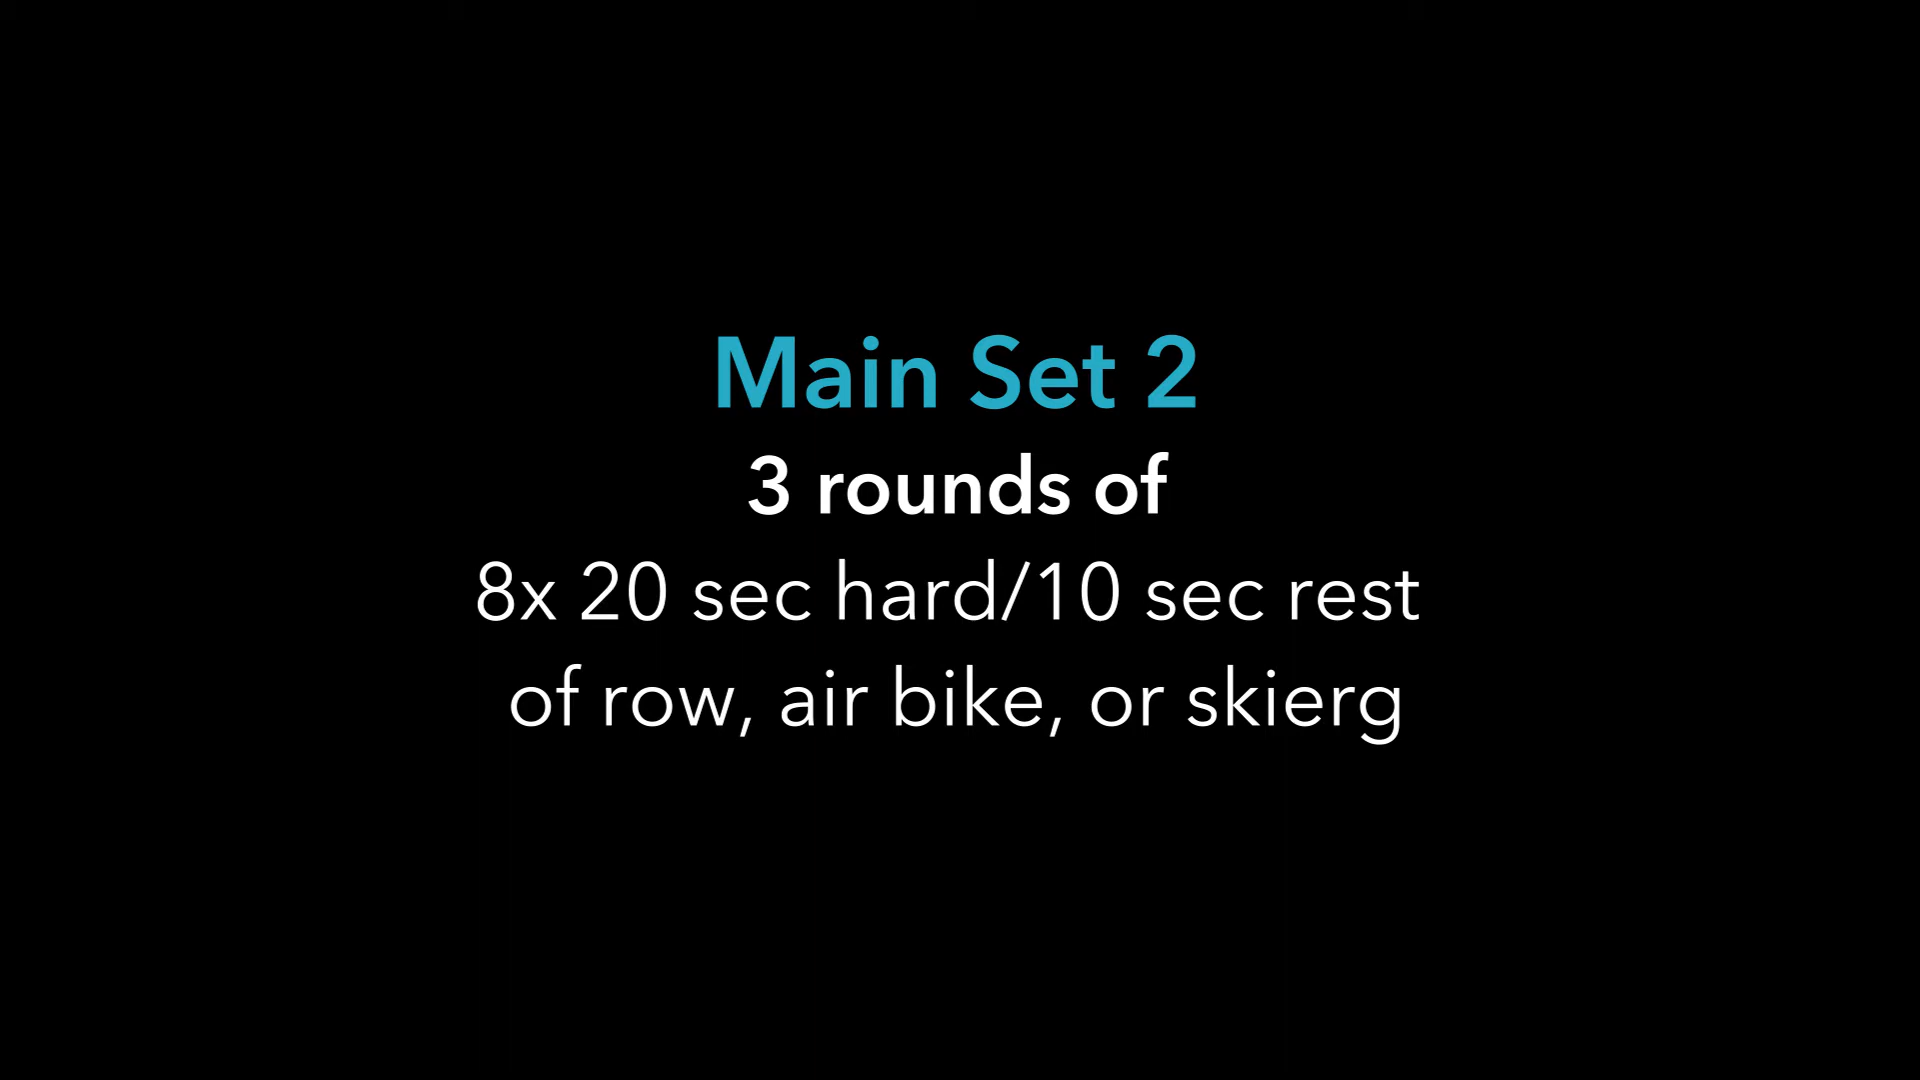 Main Set 2
3 rounds of
8x 20 sec hard/10 sec rest
of row, air bike, or skierg